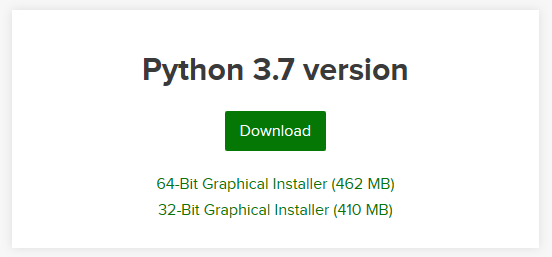 Python 3.7 version
Download
64-Bit Graphical Installer (462 MB)
32-Bit Graphical Installer (410 MB)